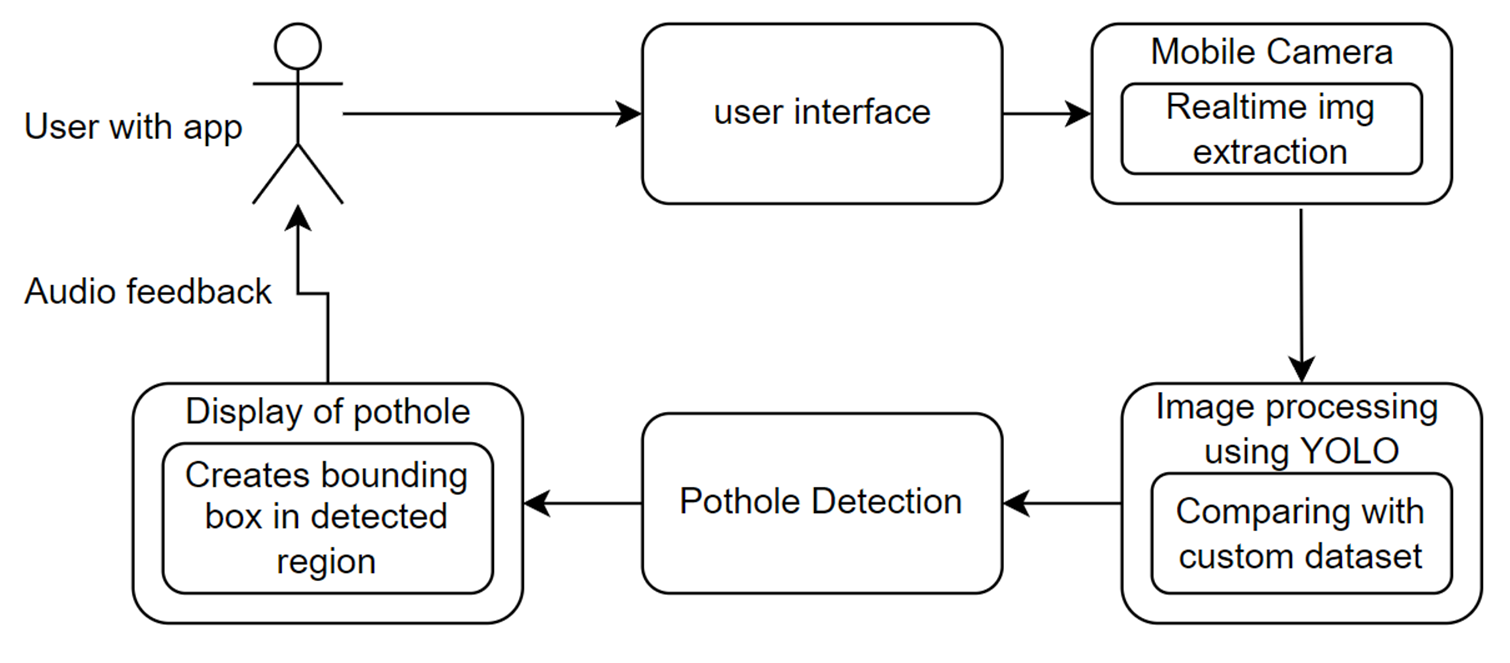 User with app
user interface
Mobile Camera
Realtime img
extraction
Audio feedback
Display of pothole
Creates bounding
box in detected
region
Pothole Detection
Image processing
using YOLO
Comparing with
custom dataset